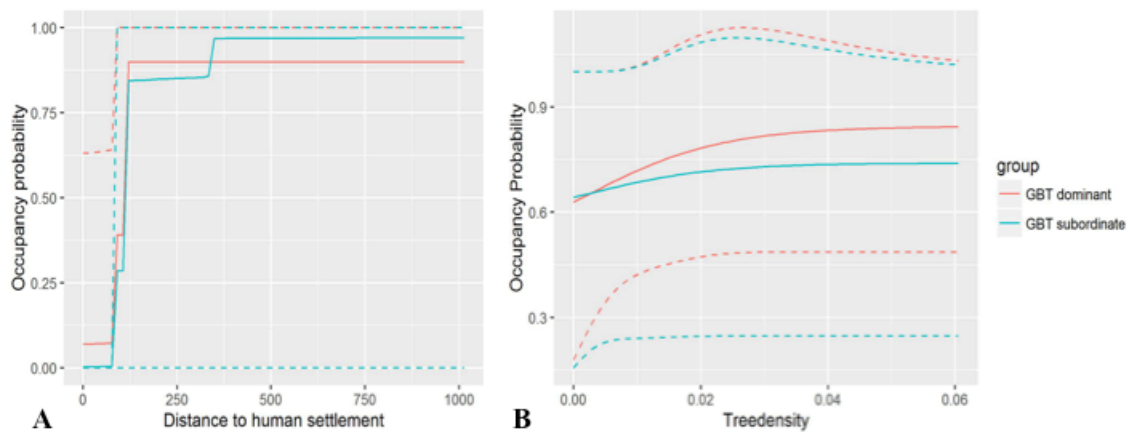 1.00
0.75
0.50
0.25
0.00
Occupancy probability
0 250 500 750 1000
Distance to human settlement
A
0.9
0.6
0.3
Occupancy Probability
0.00 0.02 0.04 0.06
Treedensity
B
group
GBT dominant
GBT subordinate